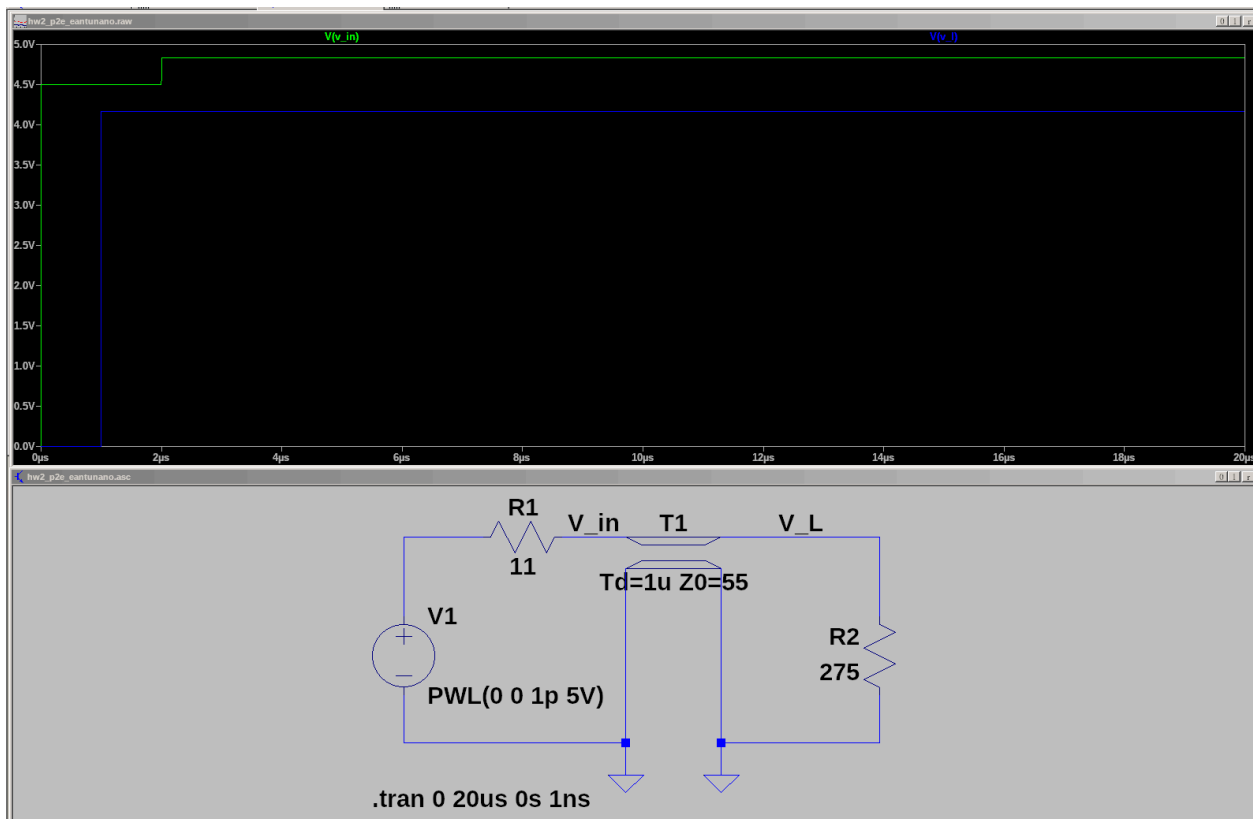 hw2_p2e_eantunano.raw
V(v_in) V(v_l)
5.0V
4.5V
4.0V
3.5V
3.0V
2.5V
2.0V
1.5V
1.0V
0.5V
0.0V
0µs 2µs 4µs 6µs 8µs 10µs 12µs 14µs 16µs 18µs 20µs
hw2_p2e_eantunano.asc
R1 V_in T1 V_L
11
Td=1u Z0=55
V1
R2
275
PWL(0 0 1p 5V)
.tran 0 20us 0s 1ns